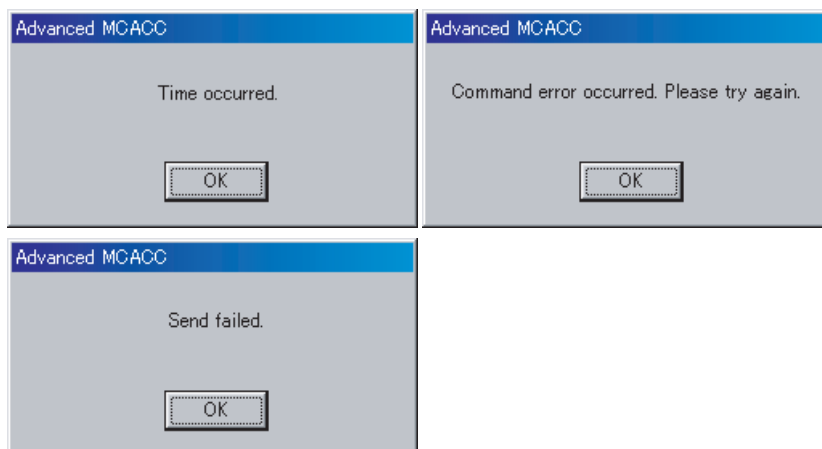 Advanced MCACC
Time occurred.
OK
Advanced MCACC
Command error occurred. Please try again.
OK
Advanced MCACC
Send failed.
OK